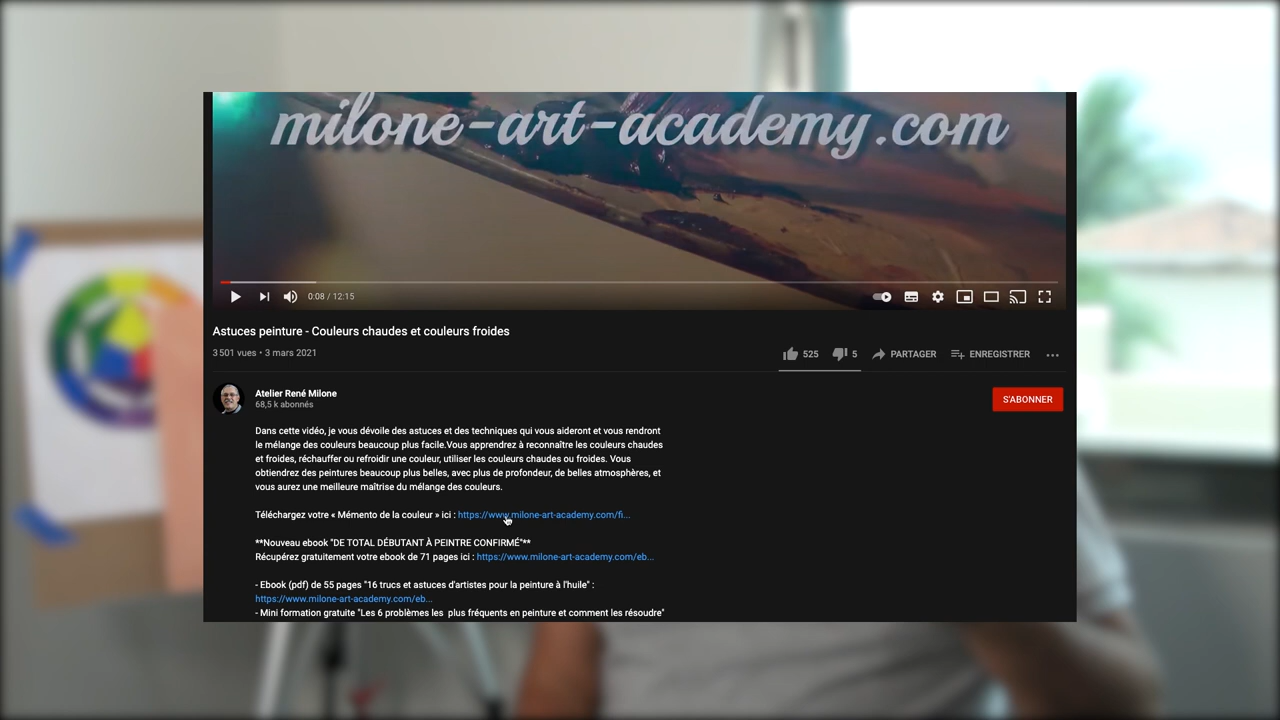 milone-art-academy.com
0:08 / 12:15
Astuces peinture - Couleurs chaudes et couleurs froides
3 501 vues • 3 mars 2021
525
5
PARTAGER
ENREGISTRER
Atelier René Milone
68,5 k abonnés
S'ABONNER
Dans cette vidéo, je vous dévoile des astuces et des techniques qui vous aideront et vous rendront
le mélange des couleurs beaucoup plus facile.Vous apprendrez à reconnaître les couleurs chaudes
et froides, réchauffer ou refroidir une couleur, utiliser les couleurs chaudes ou froides. Vous
obtiendrez des peintures beaucoup plus belles, avec plus de profondeur, de belles atmosphères, et
vous aurez une meilleure maîtrise du mélange des couleurs.
Téléchargez votre « Mémento de la couleur » ici : https://www.milone-art-academy.com/fi...
**Nouveau ebook "DE TOTAL DÉBUTANT À PEINTRE CONFIRMÉ"**
Récupérez gratuitement votre ebook de 71 pages ici : https://www.milone-art-academy.com/eb...
- Ebook (pdf) de 55 pages "16 trucs et astuces d'artistes pour la peinture à l'huile" :
https://www.milone-art-academy.com/eb...
- Mini formation gratuite "Les 6 problèmes les  plus fréquents en peinture et comment les résoudre"